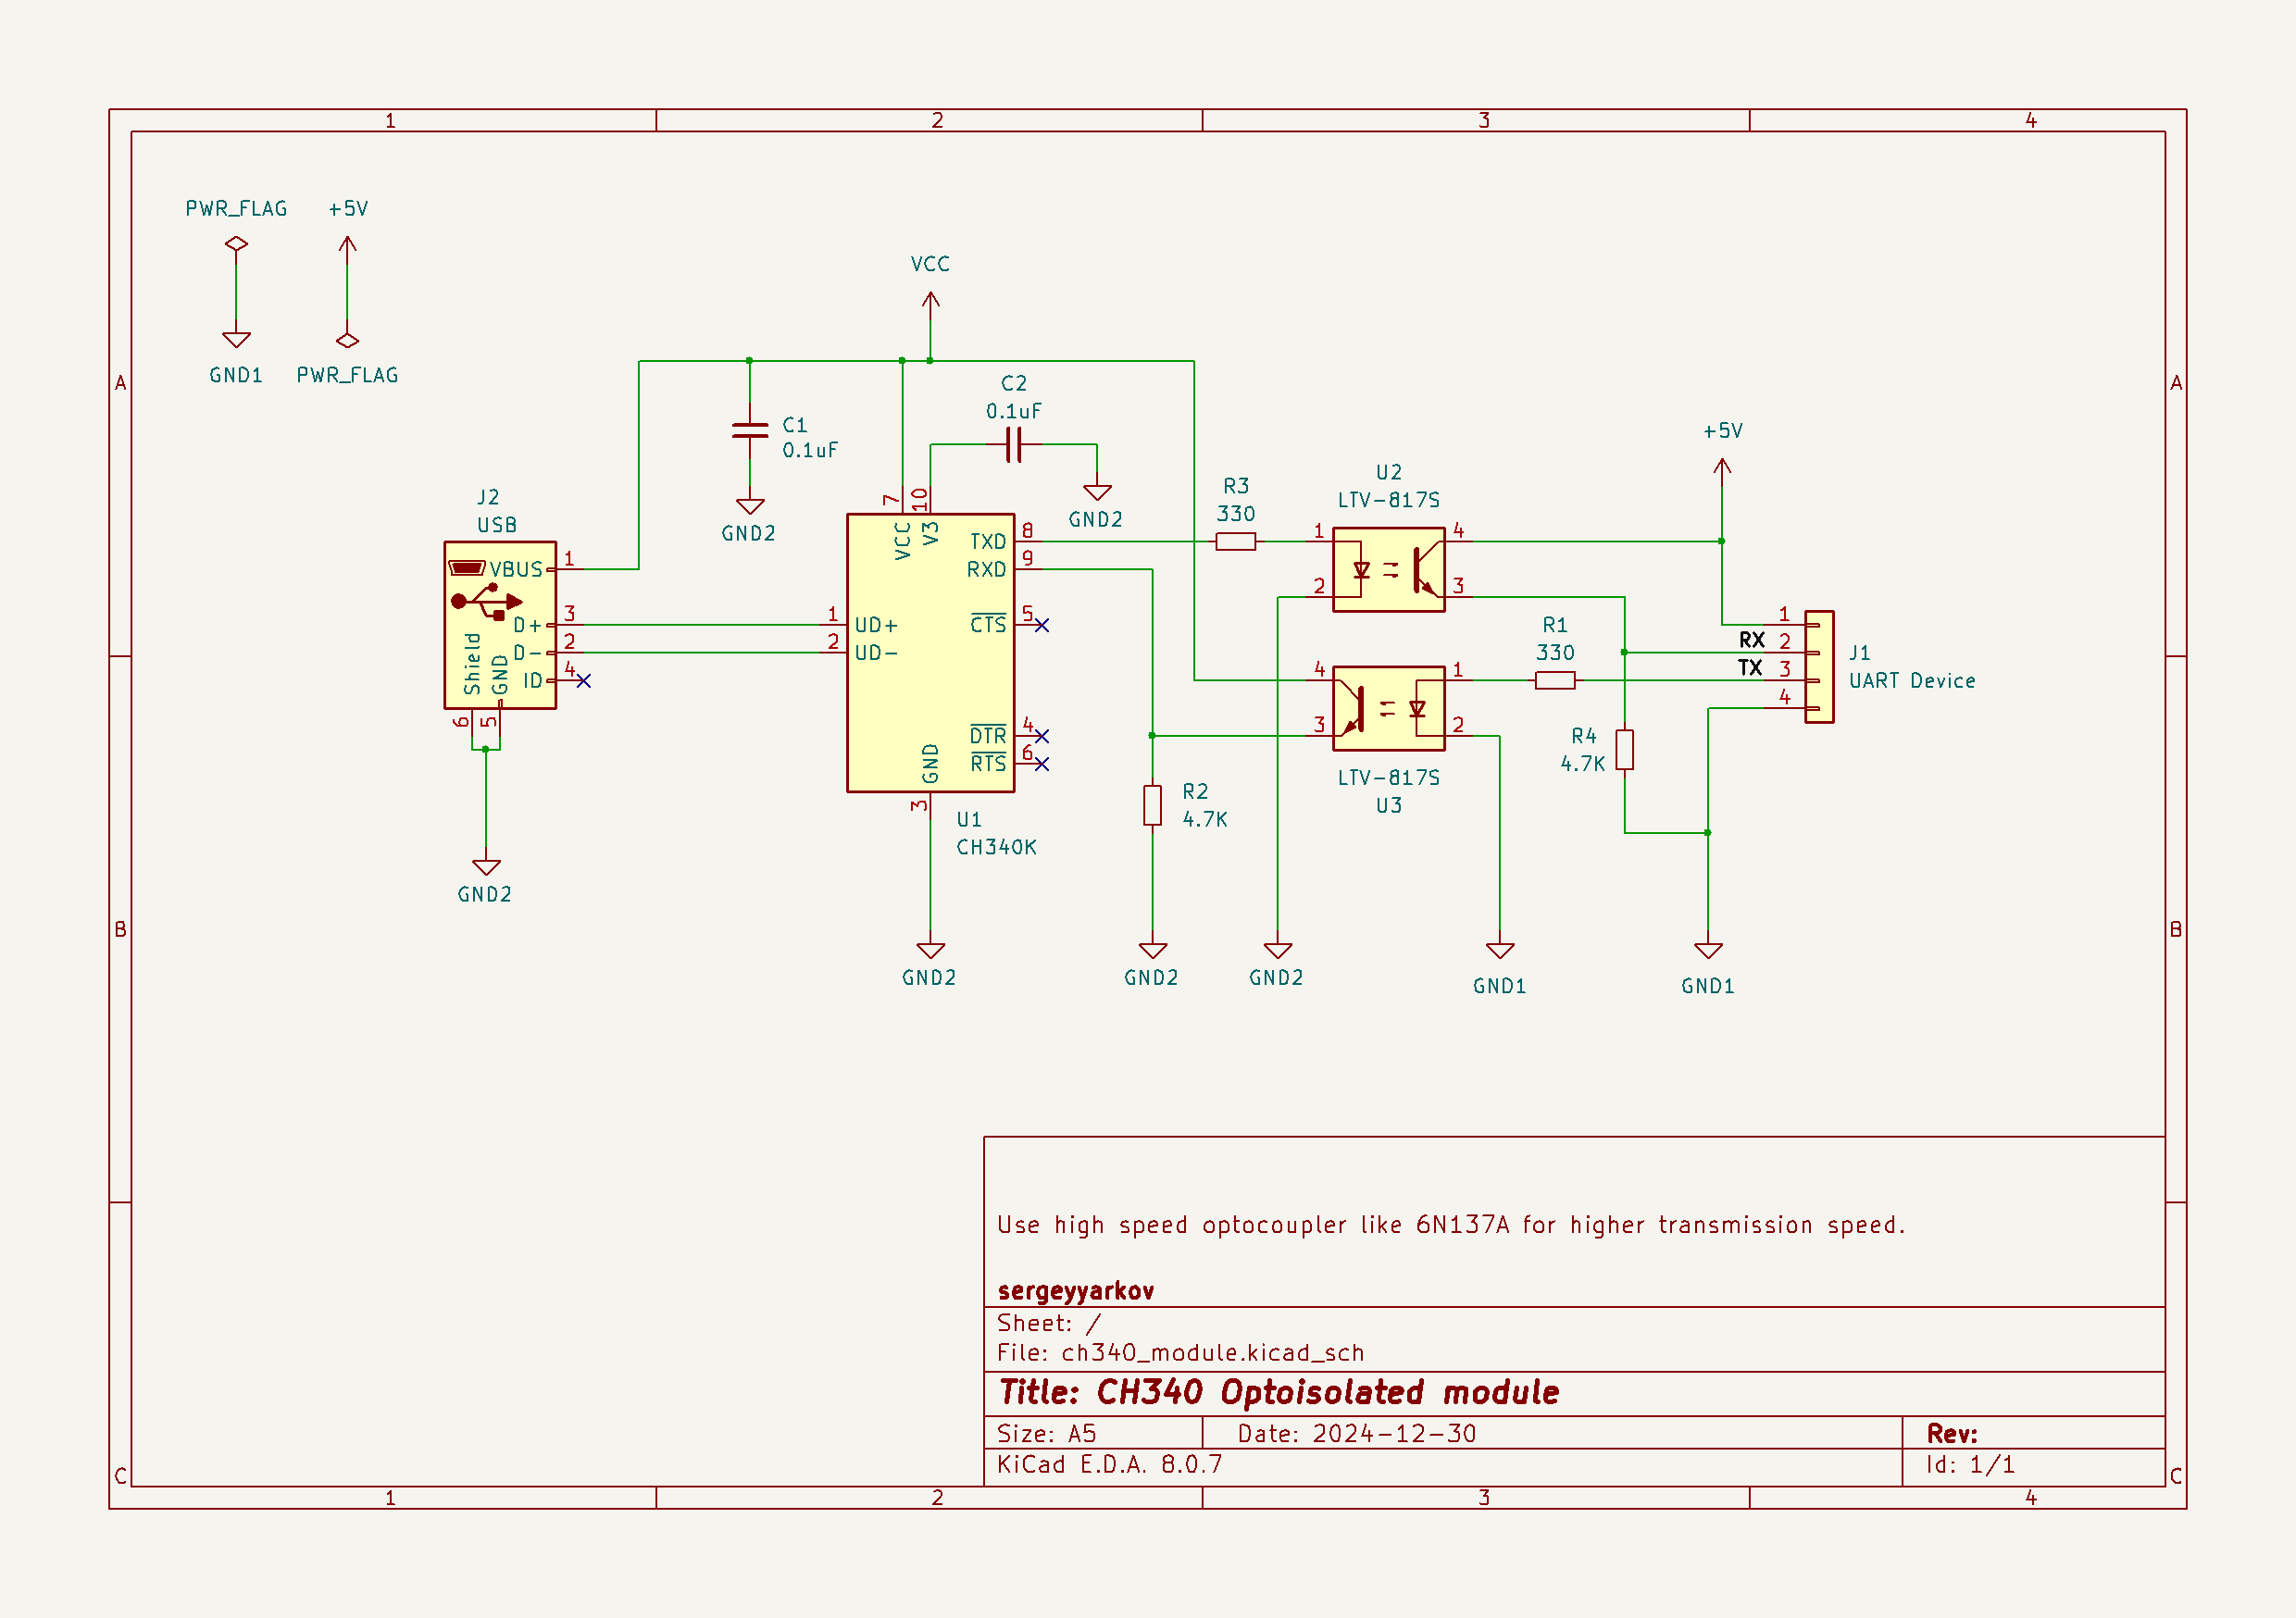 1 2 3 4
PWR_FLAG +5V
VCC
GND1 PWR_FLAG
A A
C2
0.1uF
C1
0.1uF
+5V
U2
LTV-817S
J2
USB
R3
330
GND2
GND2
7 10
VCC V3
TXD 8
RXD 9
1 4
2 3
VBUS 1
D+ 3
D- 2
ID 4
Shield GND
6 5
1 UD+
2 UD-
CTS 5
DTR 4
RTS 6
GND
3
R1
330
1
RX 2
TX 3
4
J1
UART Device
4 1
3 2
R4
4.7K
LTV-817S
U3
R2
4.7K
U1
CH340K
GND2
B B
GND2 GND2 GND2 GND1 GND1
Use high speed optocoupler like 6N137A for higher transmission speed.
sergeyyarkov
Sheet: /
File: ch340_module.kicad_sch
Title: CH340 Optoisolated module
Size: A5 Date: 2024-12-30 Rev:
KiCad E.D.A. 8.0.7 Id: 1/1
C C
1 2 3 4